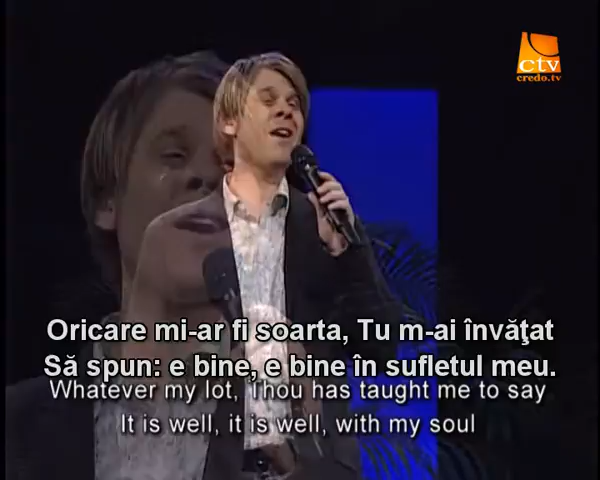 ctv
credo.tv
Oricare mi-ar fi soarta, Tu m-ai învăţat
Să spun: e bine, e bine în sufletul meu.
Whatever my lot, Thou has taught me to say
It is well, it is well, with my soul